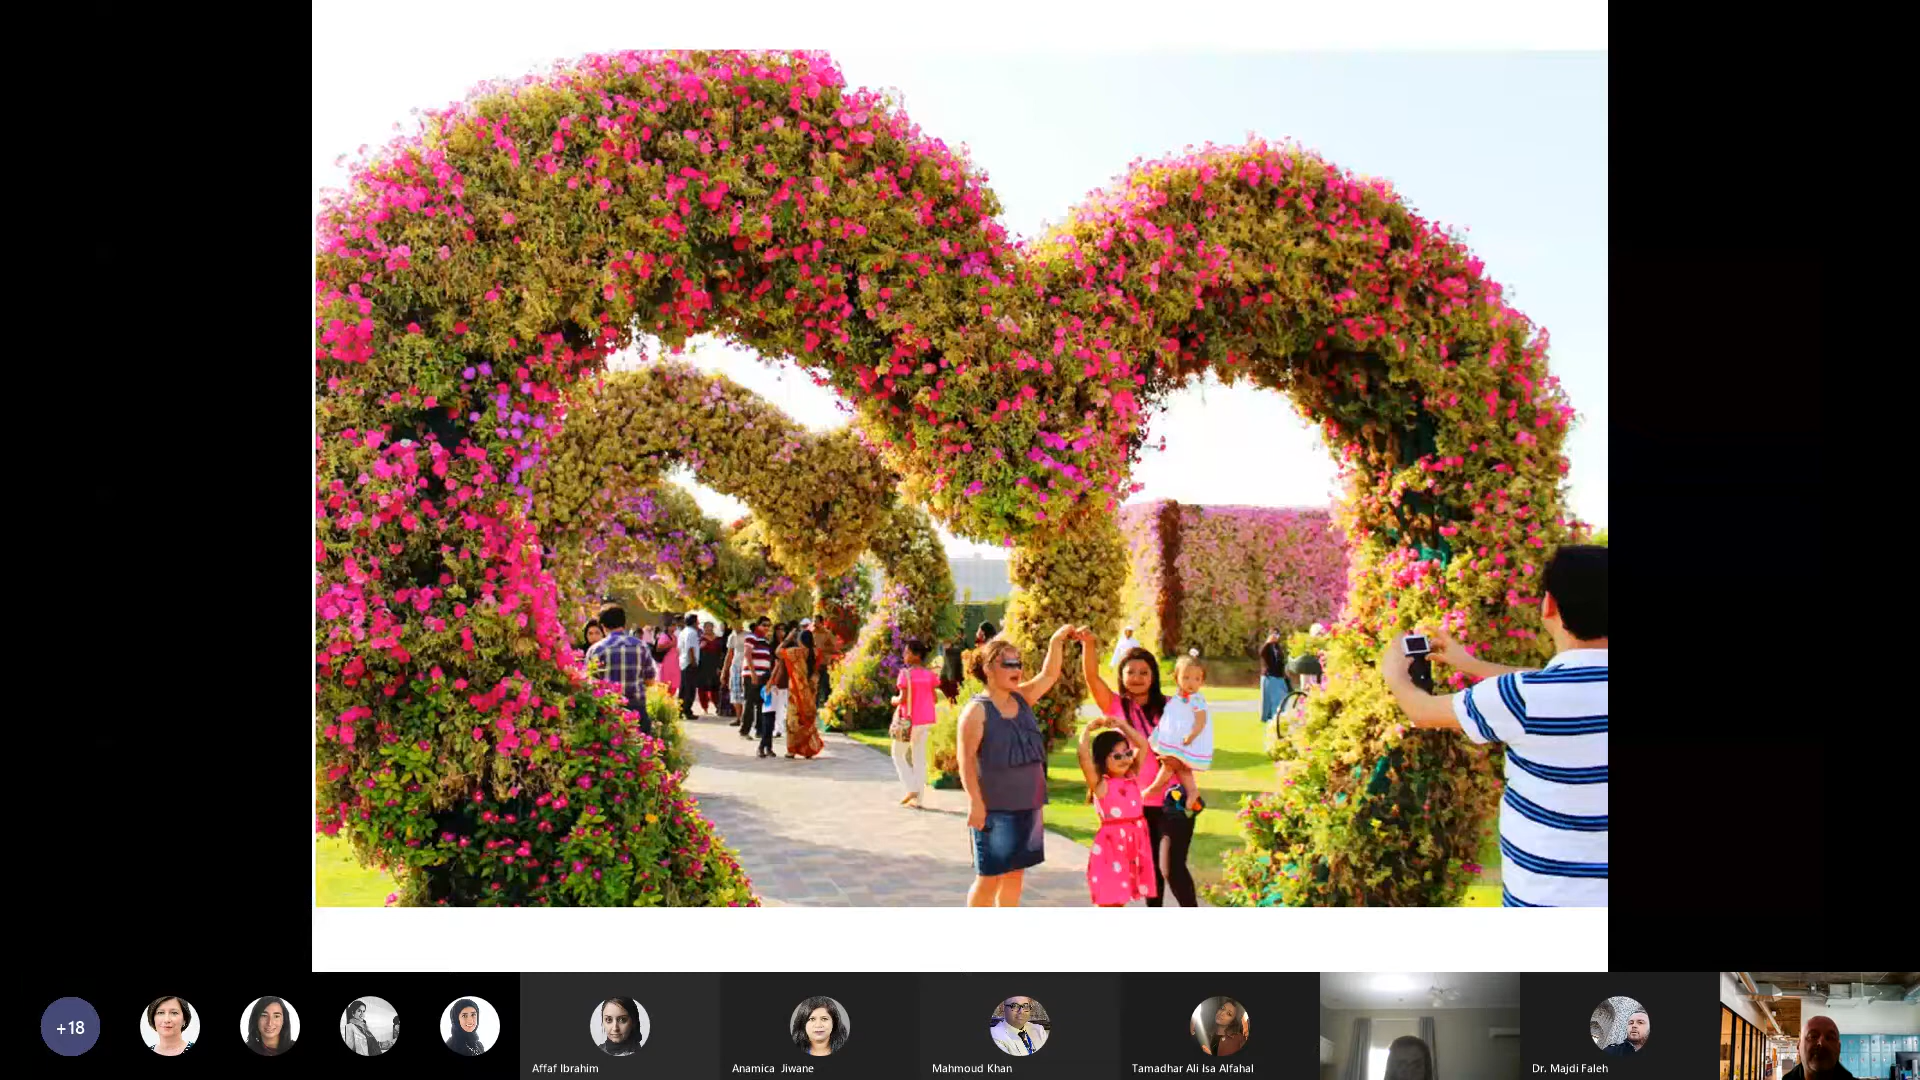 +18
Affaf Ibrahim
Anamica Jiwane
Mahmoud Khan
Tamadhar Ali Isa Alfahal
Dr. Majdi Faleh